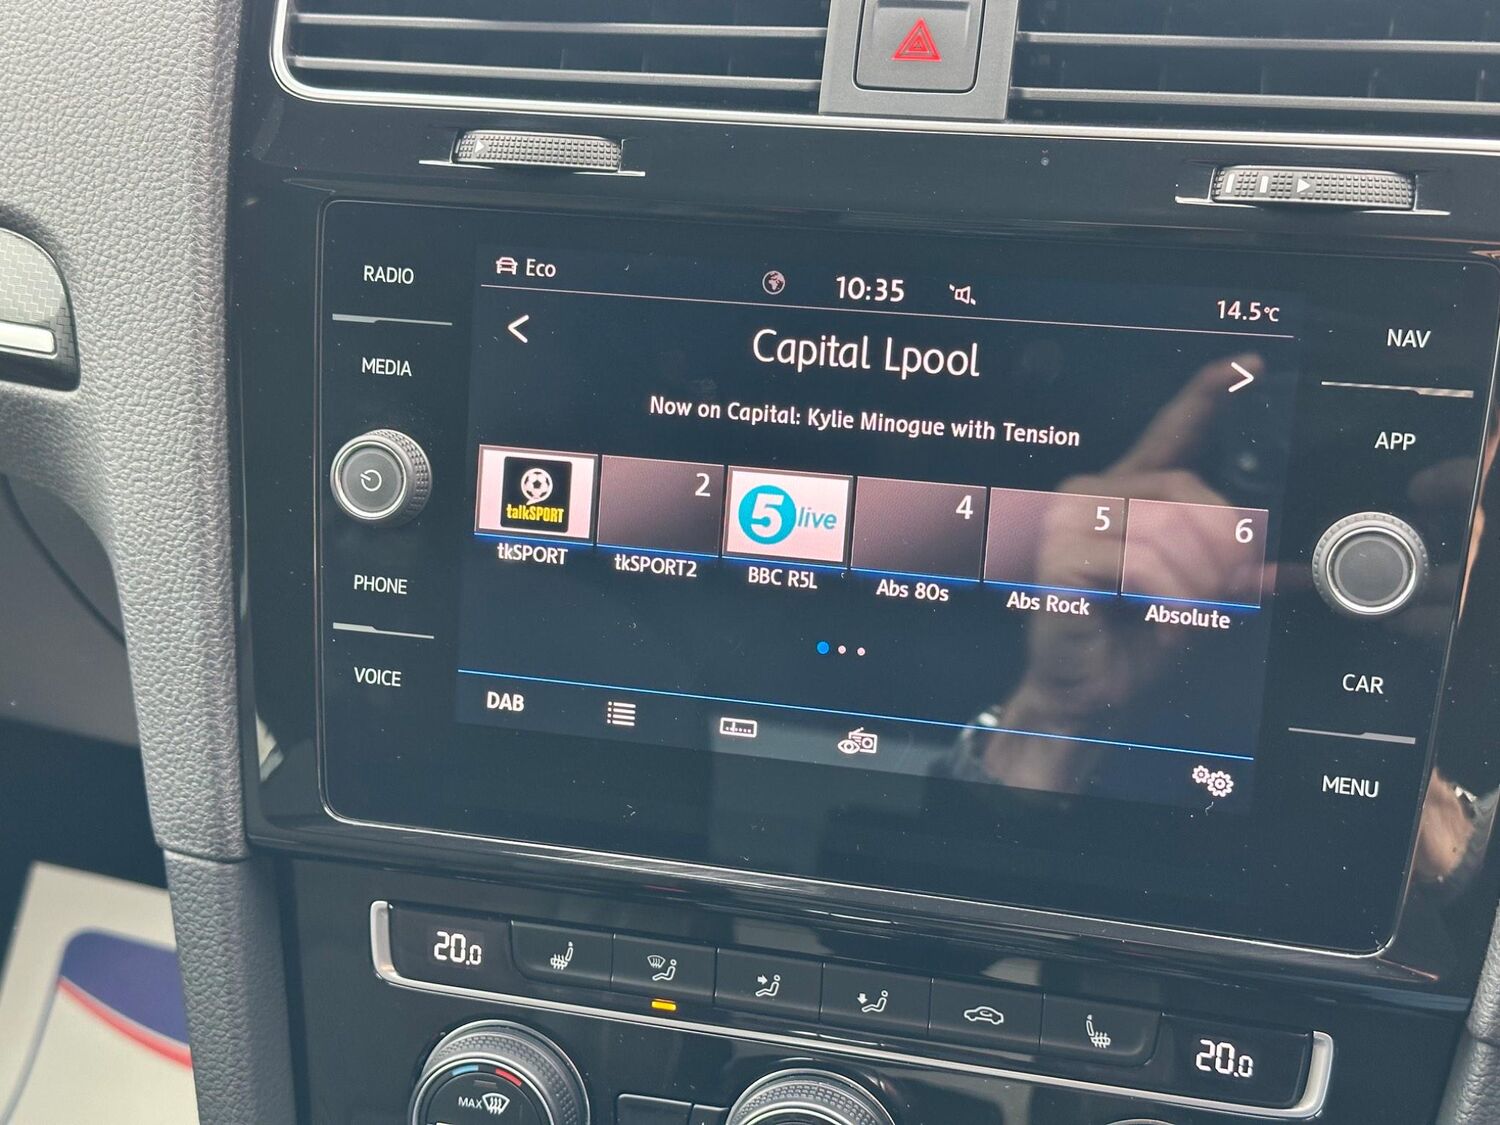 RADIO
MEDIA
PHONE
VOICE
Eco
10:35
14.5°C
Capital Lpool
Now on Capital: Kylie Minogue with Tension
talkSPORT
2
5 live
4
5
6
tkSPORT
tkSPORT2
BBC R5L
Abs 80s
Abs Rock
Absolute
DAB
NAV
APP
CAR
MENU
20.0
20.0
MAX